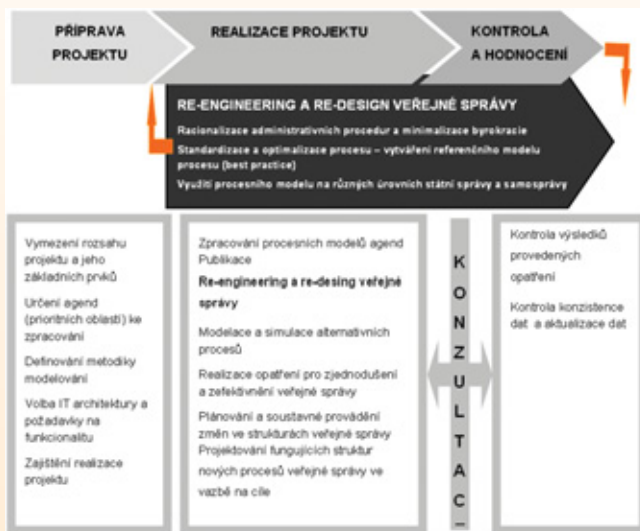 PŘÍPRAVA
PROJEKTU
REALIZACE PROJEKTU
KONTROLA
A HODNOCENÍ
RE-ENGINEERING A RE-DESIGN VEŘEJNÉ SPRÁVY
Racionalizace administrativních procedur a minimalizace byrokracie
Standardizace a optimalizace procesu – vytváření referenčního modelu
procesu (best practice)
Využití procesního modelu na různých úrovních státní správy a samosprávy
Vymezení rozsahu
projektu a jeho
základních prvků
Určení agend
(prioritních oblastí) ke
zpracování
Definování metodiky
modelování
Volba IT architektury a
požadavky na
funkcionalitu
Zajištění realizace
projektu
Zpracování procesních modelů agend
Publikace
Re-engineering a re-desing veřejné
správy
Modelace a simulace alternativních
procesů
Realizace opatření pro zjednodušení
a zefektivnění veřejné správy
Plánování a soustavné provádění
změn ve strukturách veřejné správy
Projektování fungujících struktur
nových procesů veřejné správy ve
vazbě na cíle
K
O
N
Z
U
L
T
A
C
Kontrola výsledků
provedených
opatření
Kontrola konzistence
dat a aktualizace dat